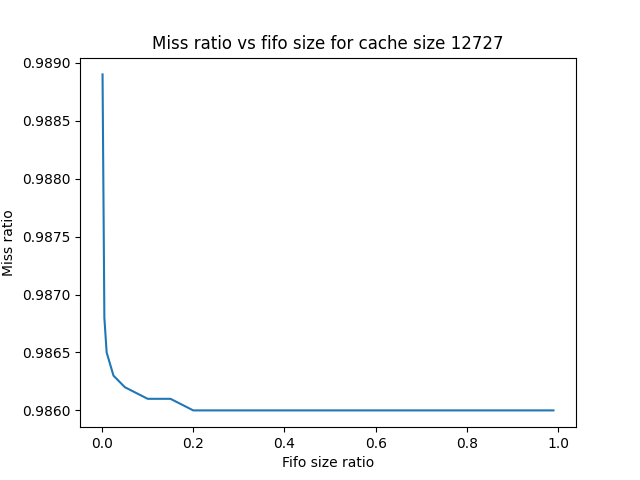 Miss ratio vs fifo size for cache size 12727
0.9890
0.9885
0.9880
0.9875
0.9870
0.9865
0.9860
Miss ratio
0.0 0.2 0.4 0.6 0.8 1.0
Fifo size ratio